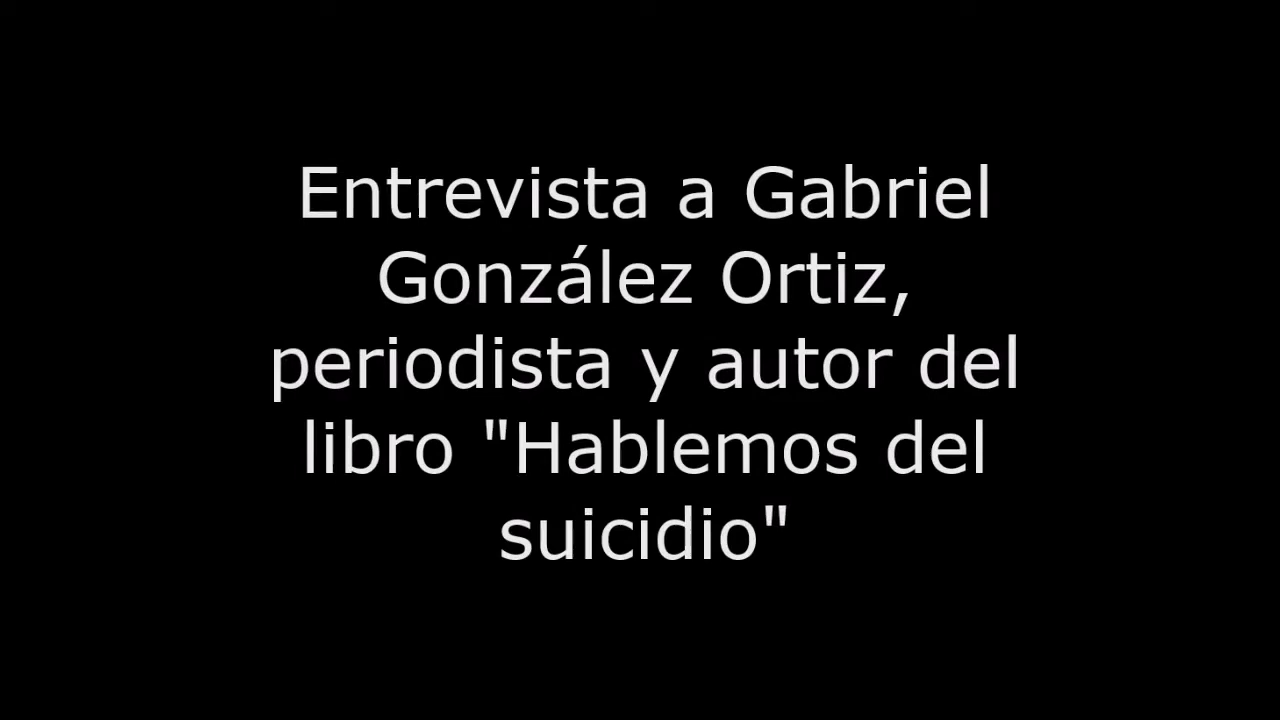 Entrevista a Gabriel
González Ortiz,
periodista y autor del
libro "Hablemos del
suicidio"